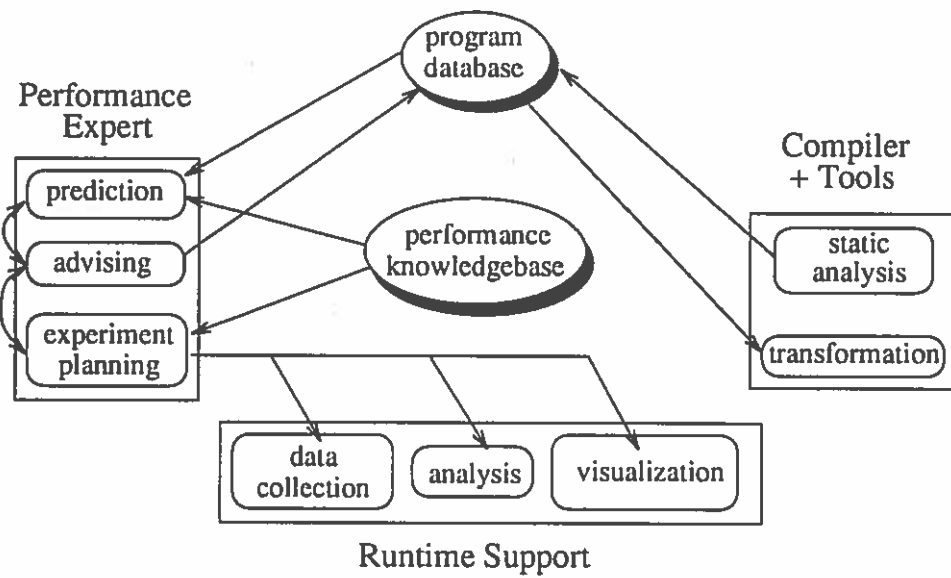 program
database
Performance
Expert
prediction
advising
experiment
planning
performance
knowledgebase
Compiler
+ Tools
static
analysis
transformation
data
collection
analysis
visualization
Runtime Support